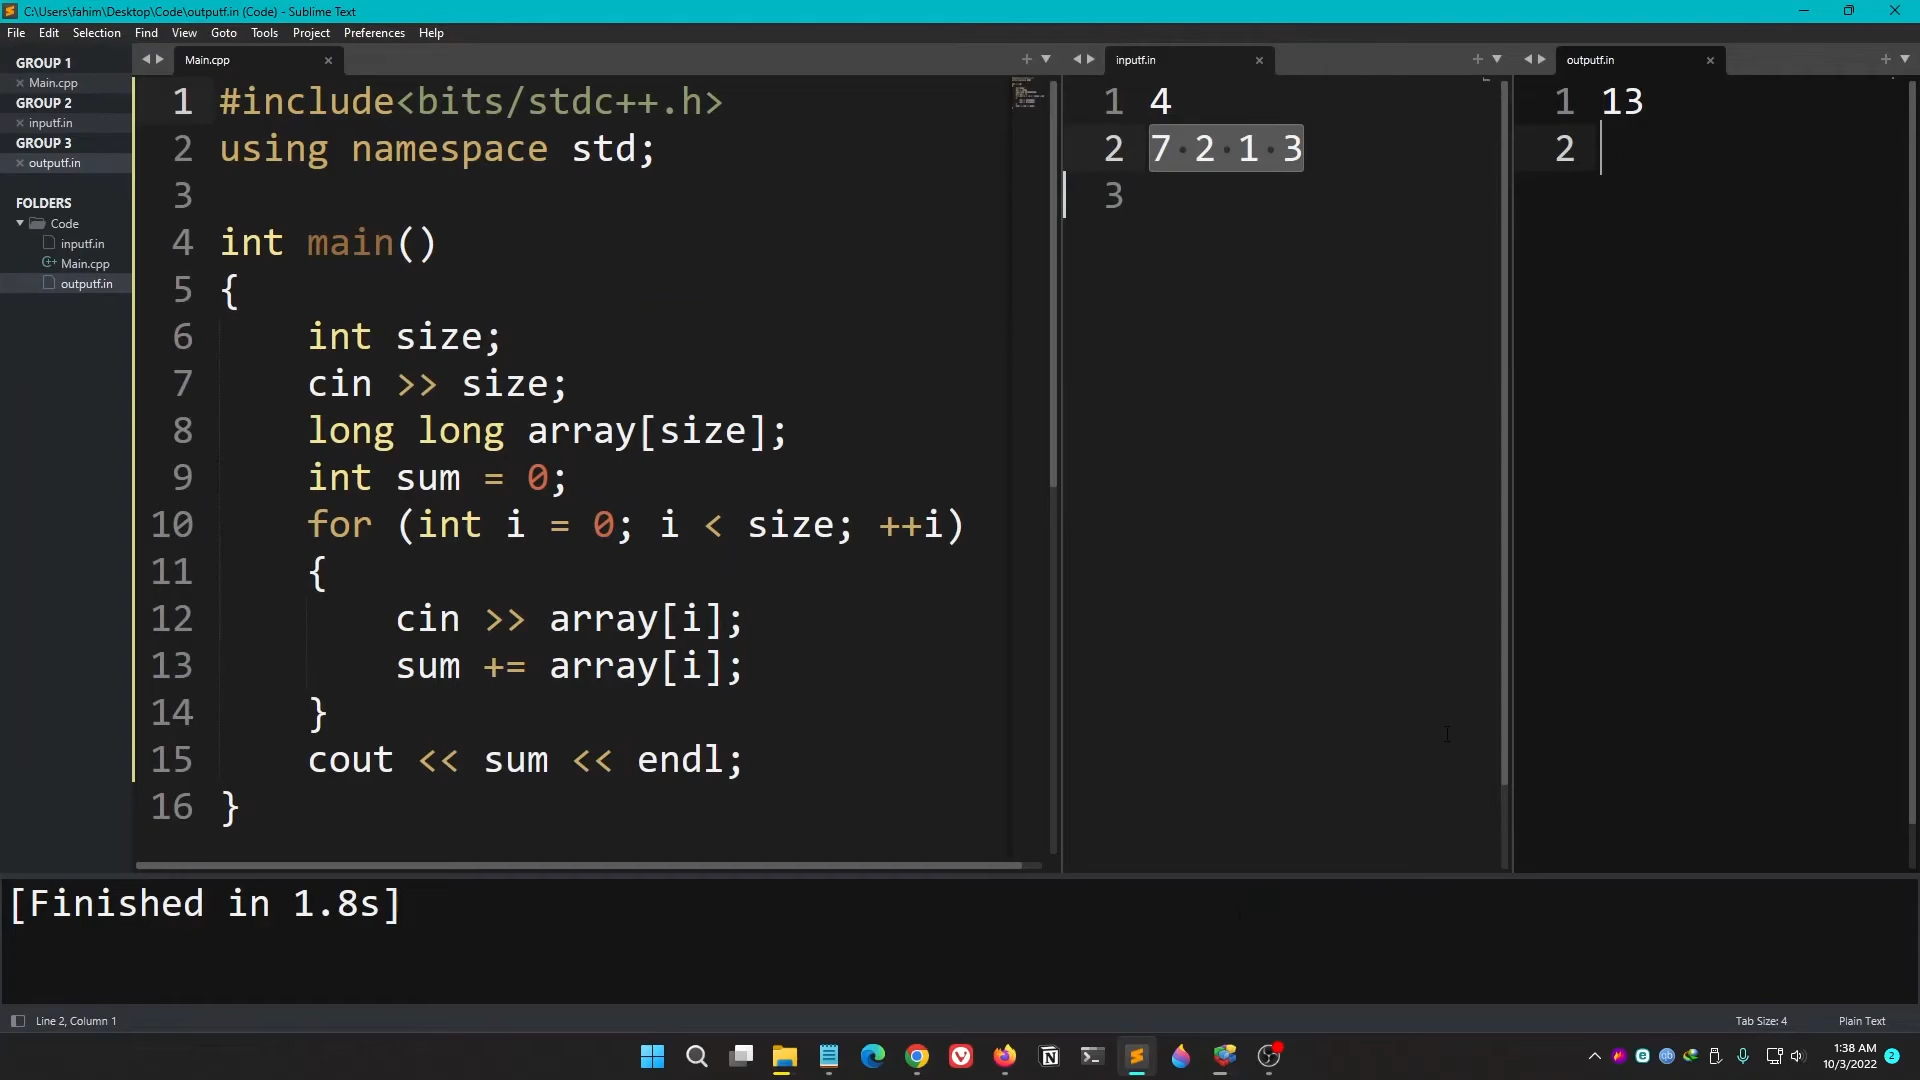 C:\Users\fahim\Desktop\Code\outputf.in (Code) - Sublime Text
File Edit Selection Find View Goto Tools Project Preferences Help
GROUP 1
Main.cpp
GROUP 2
inputf.in
GROUP 3
outputf.in
FOLDERS
Code
inputf.in
Main.cpp
outputf.in
Main.cpp
1 #include<bits/stdc++.h>
2 using namespace std;
3
4 int main()
5 {
6 int size;
7 cin >> size;
8 long long array[size];
9 int sum = 0;
10 for (int i = 0; i < size; ++i)
11 {
12 cin >> array[i];
13 sum += array[i];
14 }
15 cout << sum << endl;
16 }
inputf.in
1 4
2 7·2·1·3
3
outputf.in
1 13
2
[Finished in 1.8s]
Line 2, Column 1
Tab Size: 4
Plain Text
1:38 AM
10/3/2022
2